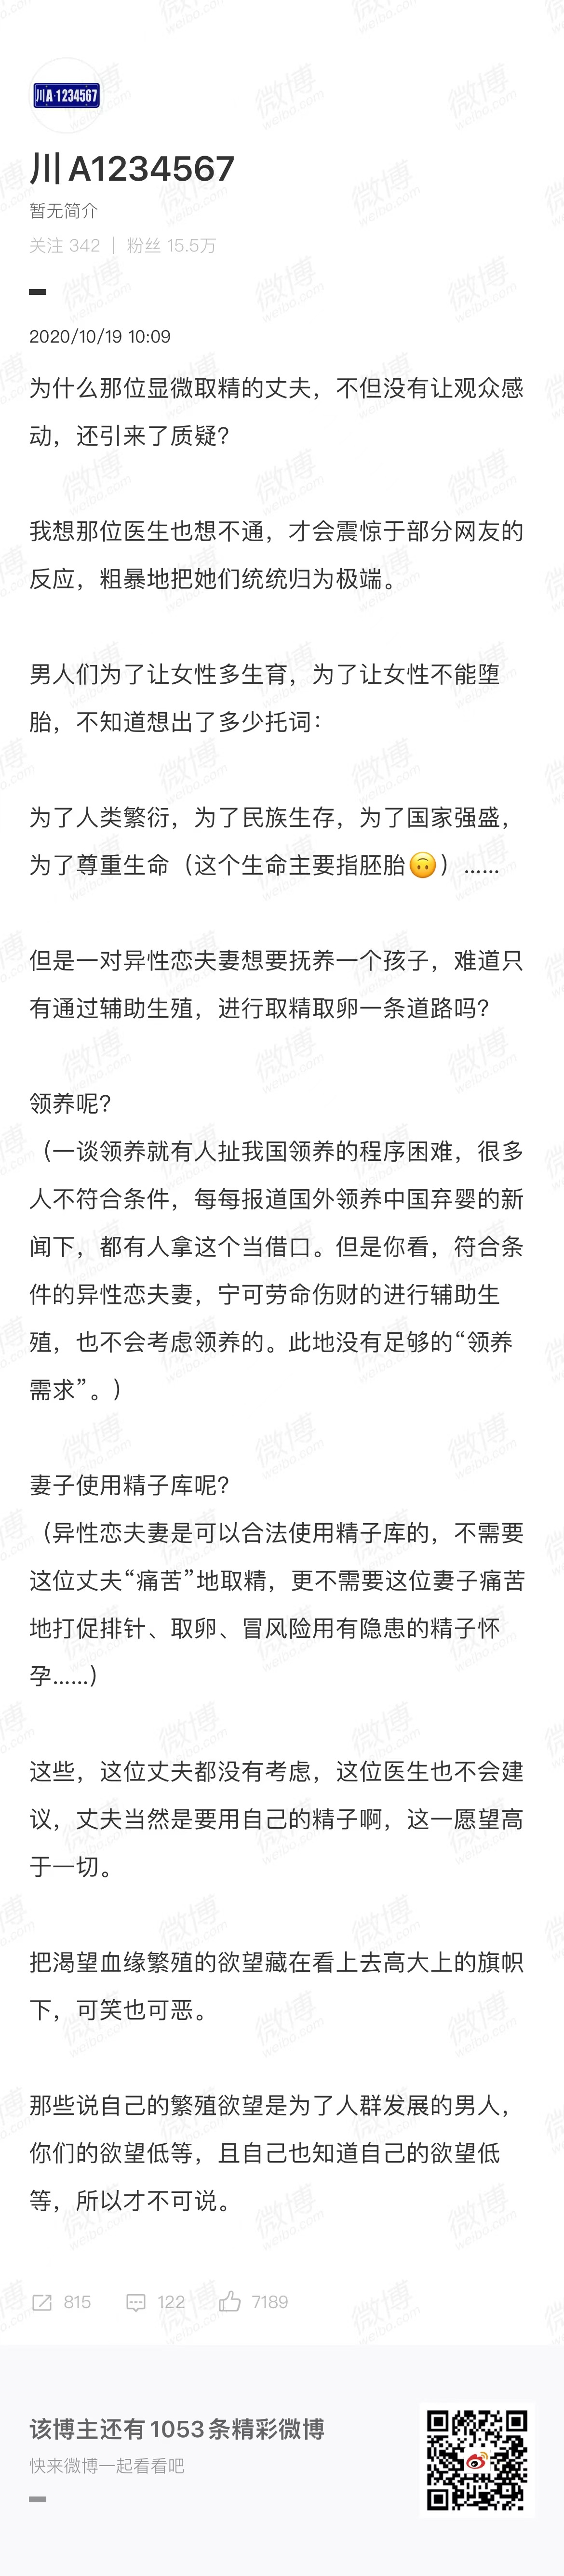 川A·1234567
川A1234567
暂无简介
关注 342 | 粉丝 15.5万
2020/10/19 10:09
为什么那位显微取精的丈夫，不但没有让观众感
动，还引来了质疑？
我想那位医生也想不通，才会震惊于部分网友的
反应，粗暴地把她们统统归为极端。
男人们为了让女性多生育，为了让女性不能堕
胎，不知道想出了多少托词：
为了人类繁衍，为了民族生存，为了国家强盛，
为了尊重生命（这个生命主要指胚胎🙃）……
但是一对异性恋夫妻想要抚养一个孩子，难道只
有通过辅助生殖，进行取精取卵一条道路吗？
领养呢？
（一谈领养就有人扯我国领养的程序困难，很多
人不符合条件，每每报道国外领养中国弃婴的新
闻下，都有人拿这个当借口。但是你看，符合条
件的异性恋夫妻，宁可劳命伤财的进行辅助生
殖，也不会考虑领养的。此地没有足够的“领养
需求”。）
妻子使用精子库呢？
（异性恋夫妻是可以合法使用精子库的，不需要
这位丈夫“痛苦”地取精，更不需要这位妻子痛苦
地打促排针、取卵、冒风险用有隐患的精子怀
孕……）
这些，这位丈夫都没有考虑，这位医生也不会建
议，丈夫当然是要用自己的精子啊，这一愿望高
于一切。
把渴望血缘繁殖的欲望藏在看上去高大上的旗帜
下，可笑也可恶。
那些说自己的繁殖欲望是为了人群发展的男人，
你们的欲望低等，且自己也知道自己的欲望低
等，所以才不可说。
815 122 7189
该博主还有1053条精彩微博
快来微博一起看看吧